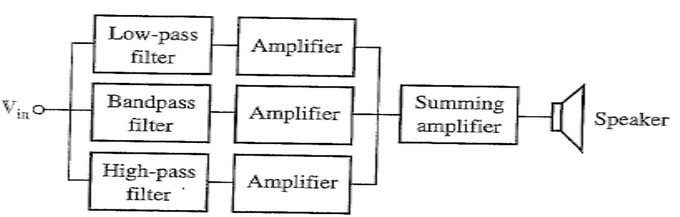 Low-pass
filter
Amplifier
V_in
Bandpass
filter
Amplifier
Summing
amplifier
Speaker
High-pass
filter
Amplifier